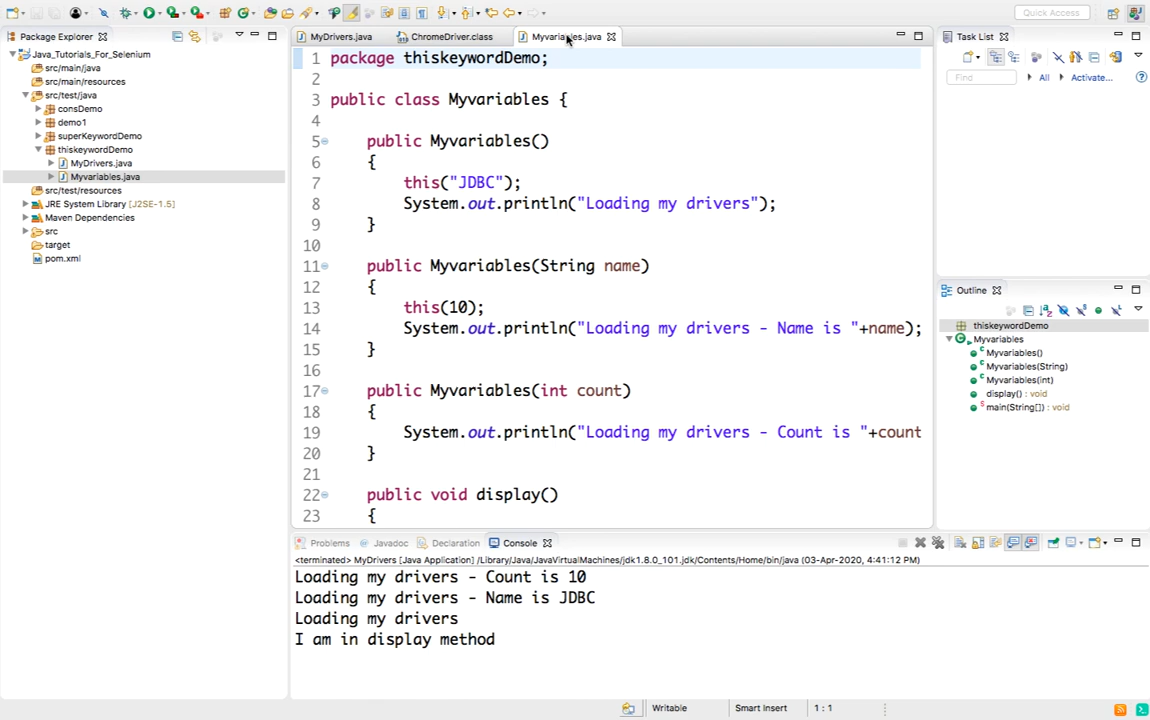 Quick Access
Package Explorer
Java_Tutorials_For_Selenium
src/main/java
src/main/resources
src/test/java
consDemo
demo1
superKeywordDemo
thiskeywordDemo
MyDrivers.java
Myvariables.java
src/test/resources
JRE System Library [J2SE-1.5]
Maven Dependencies
src
target
pom.xml
MyDrivers.java
ChromeDriver.class
Myvariables.java
1 package thiskeywordDemo;
2
3 public class Myvariables {
4
5 public Myvariables()
6 {
7 this("JDBC");
8 System.out.println("Loading my drivers");
9 }
10
11 public Myvariables(String name)
12 {
13 this(10);
14 System.out.println("Loading my drivers - Name is "+name);
15 }
16
17 public Myvariables(int count)
18 {
19 System.out.println("Loading my drivers - Count is "+count
20 }
21
22 public void display()
23 {
Task List
Find
All
Activate...
Outline
thiskeywordDemo
Myvariables
Myvariables()
Myvariables(String)
Myvariables(int)
display() : void
main(String[]) : void
Problems
Javadoc
Declaration
Console
<terminated> MyDrivers [Java Application] /Library/Java/JavaVirtualMachines/jdk1.8.0_101.jdk/Contents/Home/bin/java (03-Apr-2020, 4:41:12 PM)
Loading my drivers - Count is 10
Loading my drivers - Name is JDBC
Loading my drivers
I am in display method
Writable
Smart Insert
1 : 1